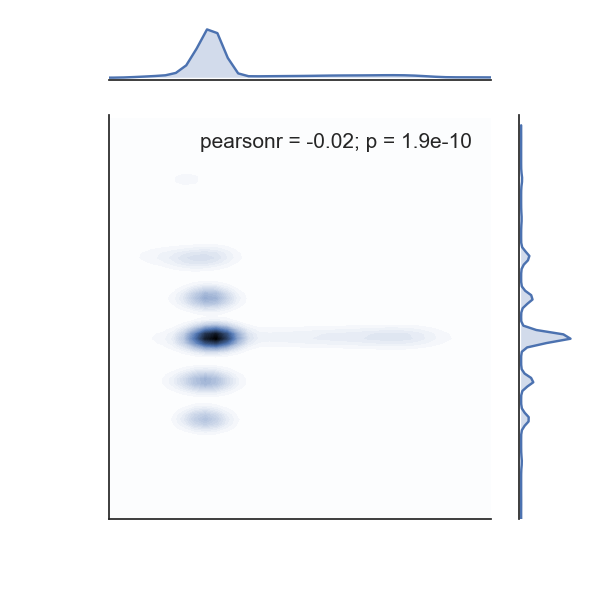 pearsonr = -0.02; p = 1.9e-10